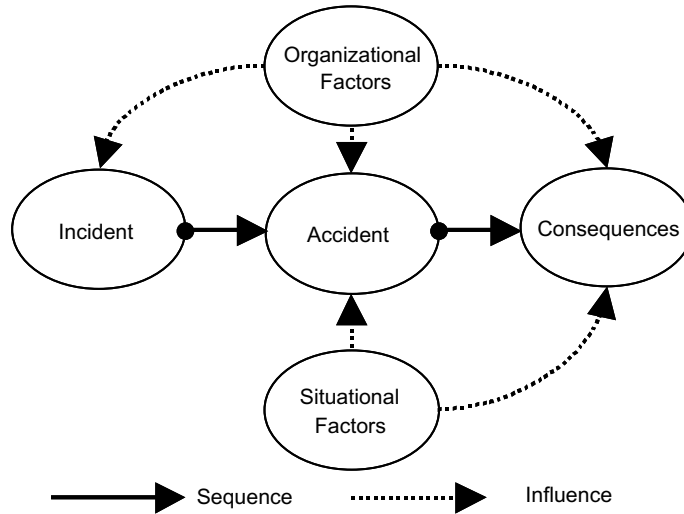 Organizational
Factors
Incident
Accident
Consequences
Situational
Factors
Sequence
Influence